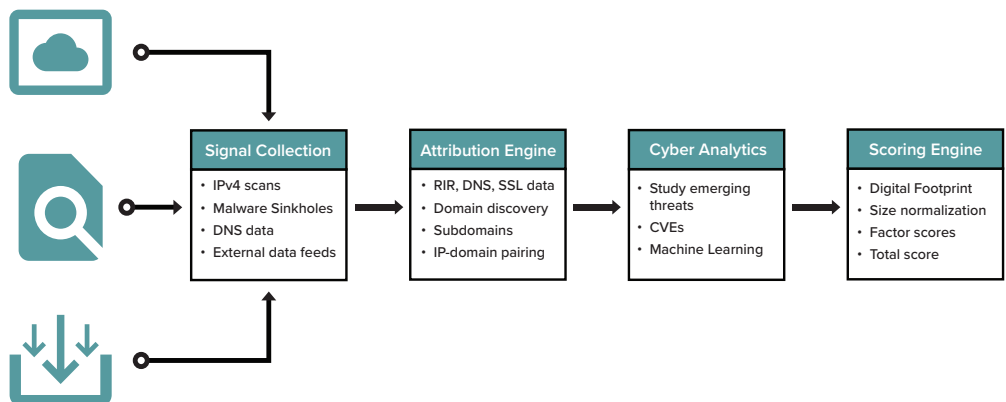 Signal Collection
• IPv4 scans
• Malware Sinkholes
• DNS data
• External data feeds
Attribution Engine
• RIR, DNS, SSL data
• Domain discovery
• Subdomains
• IP-domain pairing
Cyber Analytics
• Study emerging
threats
• CVEs
• Machine Learning
Scoring Engine
• Digital Footprint
• Size normalization
• Factor scores
• Total score